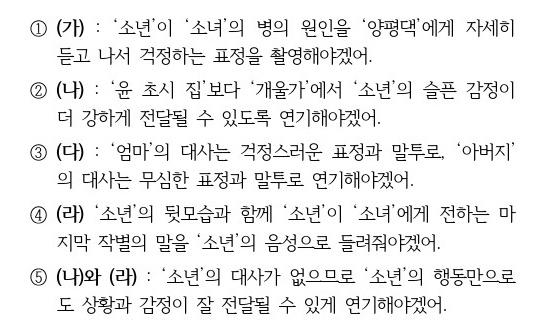 ① (가) : ‘소년’이 ‘소녀’의 병의 원인을 ‘양평댁’에게 자세히
듣고 나서 걱정하는 표정을 촬영해야겠어.
② (나) : ‘윤 초시 집’보다 ‘개울가’에서 ‘소년’의 슬픈 감정이
더 강하게 전달될 수 있도록 연기해야겠어.
③ (다) : ‘엄마’의 대사는 걱정스러운 표정과 말투로, ‘아버지’
의 대사는 무심한 표정과 말투로 연기해야겠어.
④ (라) ‘소년’의 뒷모습과 함께 ‘소년’이 ‘소녀’에게 전하는 마
지막 작별의 말을 ‘소년’의 음성으로 들려줘야겠어.
⑤ (나)와 (라) : ‘소년’의 대사가 없으므로 ‘소년’의 행동만으로
도 상황과 감정이 잘 전달될 수 있게 연기해야겠어.